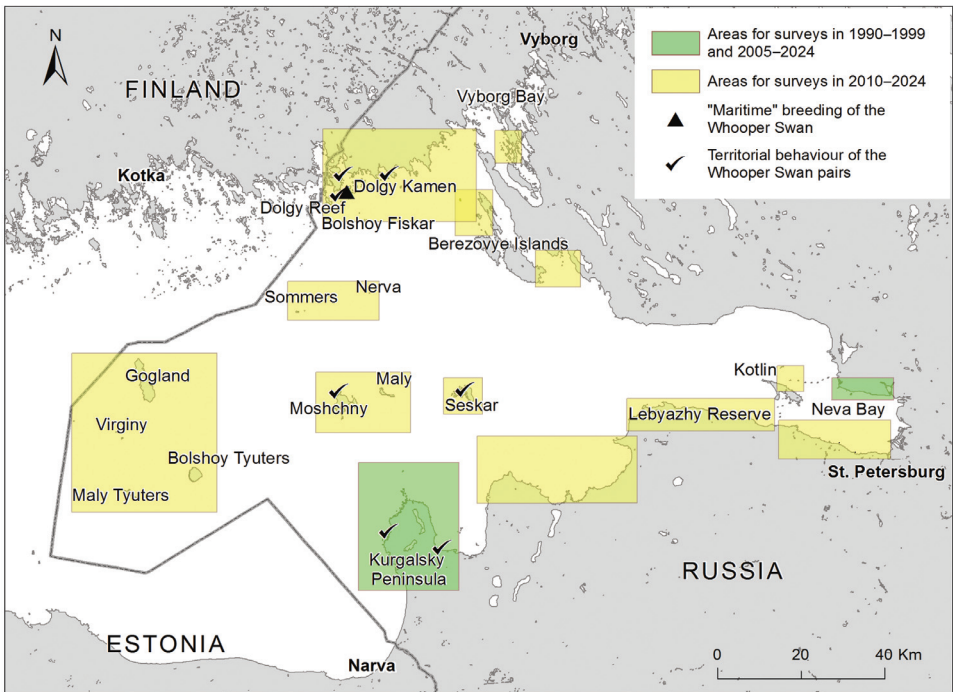 N
FINLAND
Vyborg
Areas for surveys in 1990–1999
and 2005–2024
Areas for surveys in 2010–2024
"Maritime" breeding of the
Whooper Swan
Territorial behaviour of the
Whooper Swan pairs
Vyborg Bay
Kotka
Dolgy Kamen
Dolgy Reef
Bolshoy Fiskar
Berezovye Islands
Nerva
Sommers
Gogland
Maly
Kotlin
Moshchny
Seskar
Lebyazhy Reserve
Neva Bay
Virginy
Bolshoy Tyuters
St. Petersburg
Maly Tyuters
Kurgalsky
Peninsula
RUSSIA
ESTONIA
Narva
0 20 40 Km